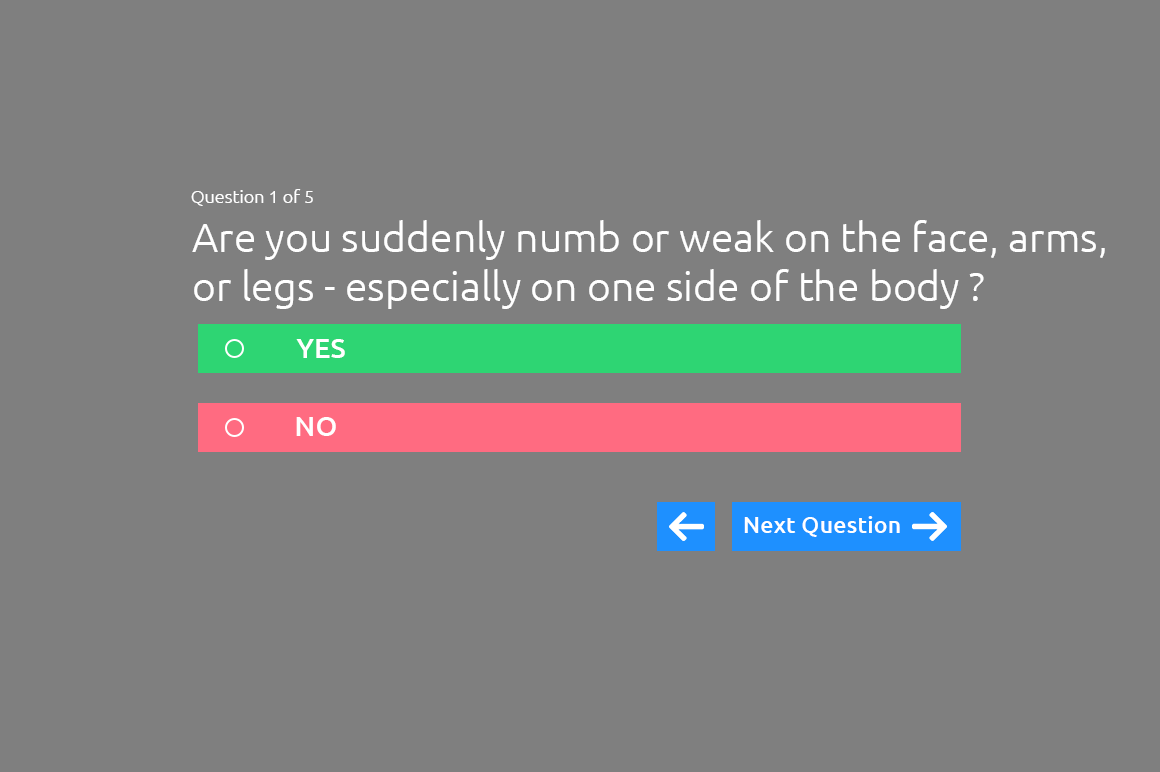 Question 1 of 5
Are you suddenly numb or weak on the face, arms,
or legs - especially on one side of the body ?
YES
NO
Next Question